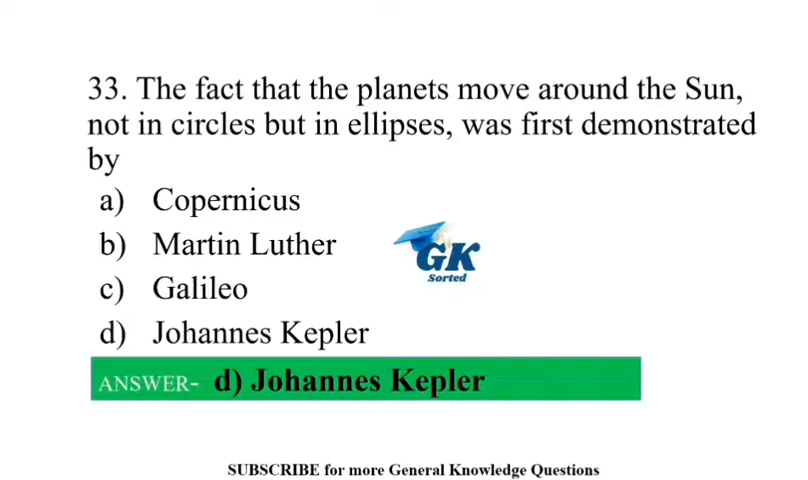 33. The fact that the planets move around the Sun,
not in circles but in ellipses, was first demonstrated
by
a) Copernicus
b) Martin Luther
GK
Sorted
c) Galileo
d) Johannes Kepler
ANSWER- d) Johannes Kepler
SUBSCRIBE for more General Knowledge Questions